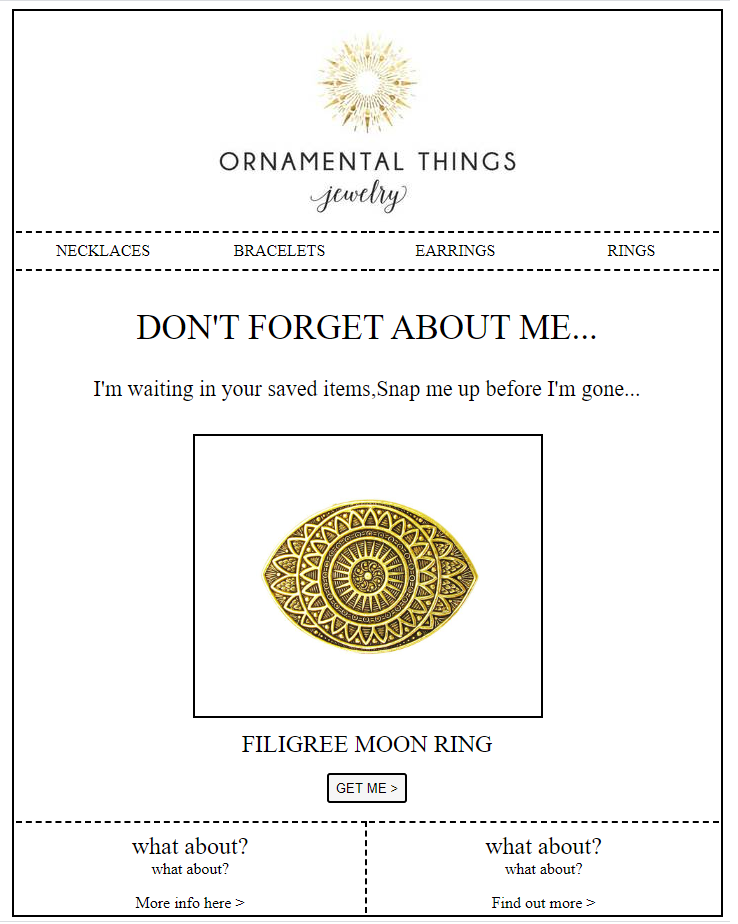 ORNAMENTAL THINGS
jewelry
NECKLACES BRACELETS EARRINGS RINGS
DON'T FORGET ABOUT ME...
I'm waiting in your saved items,Snap me up before I'm gone...
FILIGREE MOON RING
GET ME >
what about? what about?
what about? what about?
More info here > Find out more >